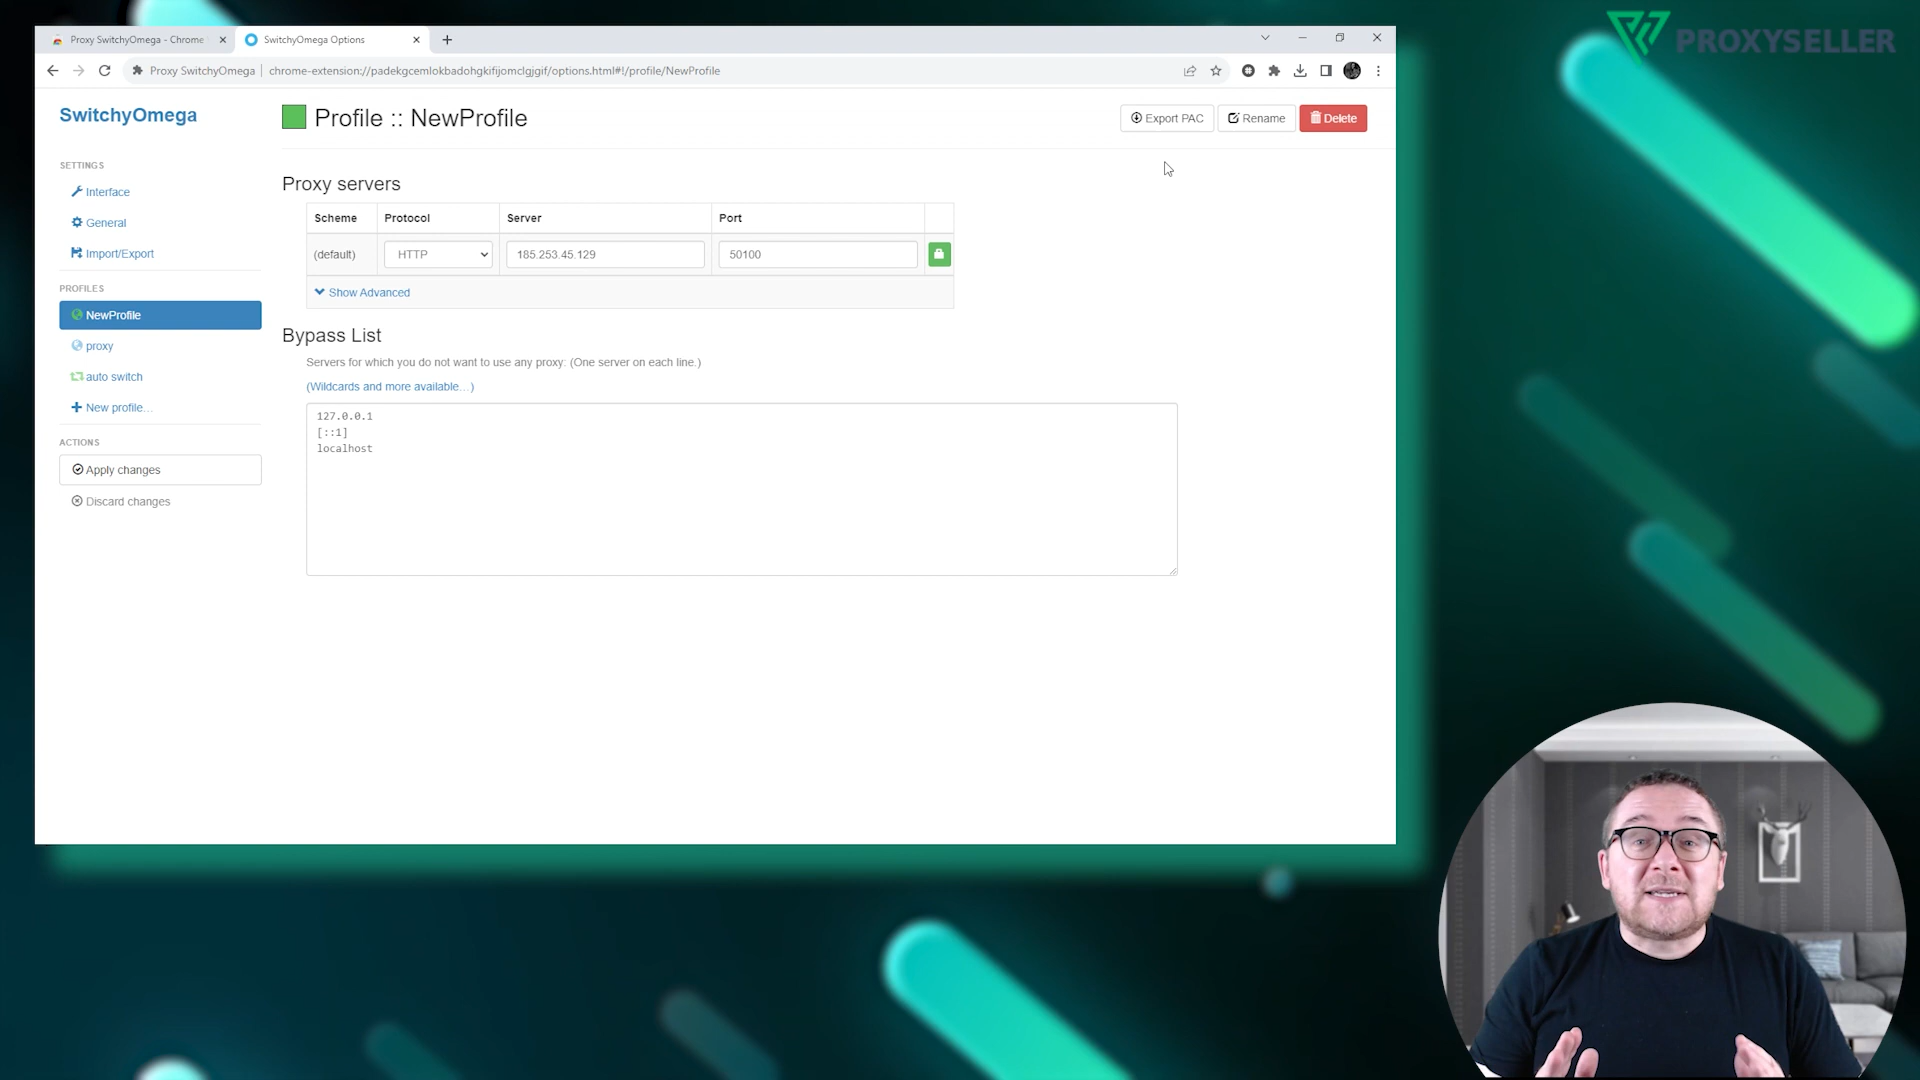 Proxy SwitchyOmega - Chrome
SwitchyOmega Options
Proxy SwitchyOmega
chrome-extension://padekgcemlokbadohgkifijomclgjgif/options.html#!/profile/NewProfile
PROXYSELLER
SwitchyOmega
Profile :: NewProfile
Export PAC
Rename
Delete
SETTINGS
Interface
General
Import/Export
PROFILES
NewProfile
proxy
auto switch
New profile...
ACTIONS
Apply changes
Discard changes
Proxy servers
Scheme Protocol Server Port
(default) HTTP 185.253.45.129 50100
Show Advanced
Bypass List
Servers for which you do not want to use any proxy: (One server on each line.)
(Wildcards and more available...)
127.0.0.1
[::1]
localhost